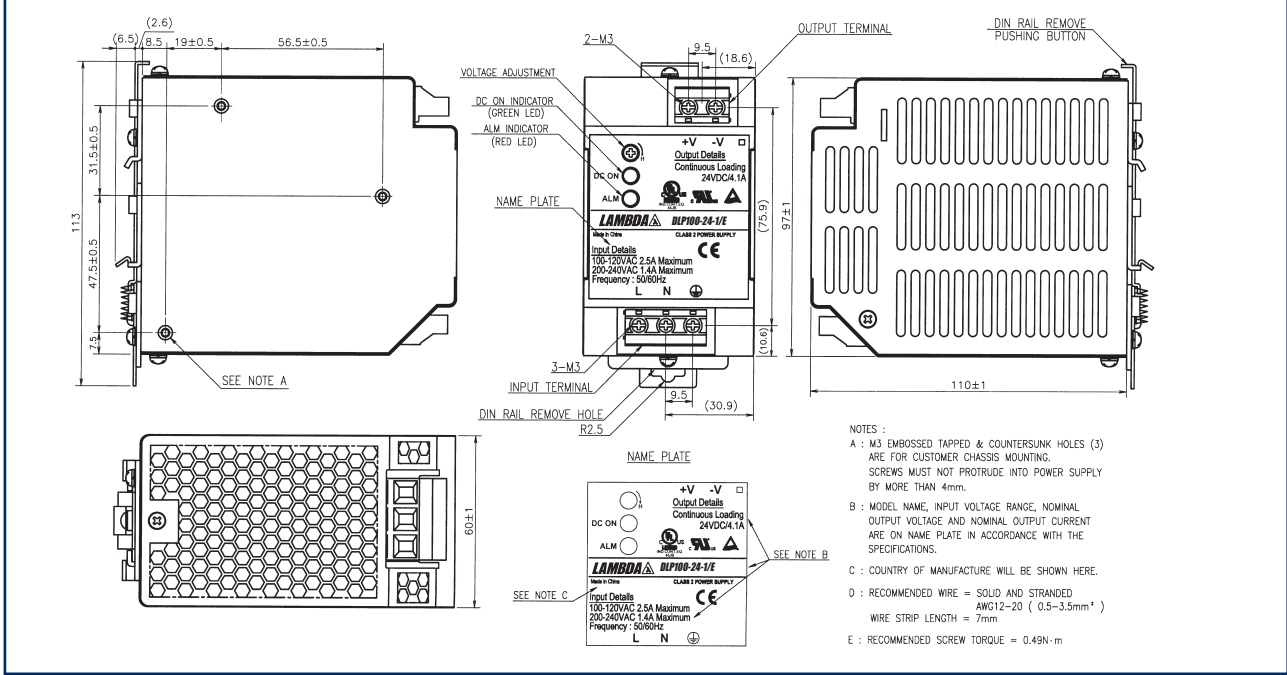 (2.6)
(6.5) 8.5 19±0.5 56.5±0.5
113
31.5±0.5
47.5±0.5
7.5
SEE NOTE A
2-M3
9.5
(18.6)
OUTPUT TERMINAL
VOLTAGE ADJUSTMENT
DC ON INDICATOR
(GREEN LED)
ALM INDICATOR
(RED LED)
NAME PLATE
+V -V
Output Details
Continuous Loading
24VDC/4.1A
H
DC ON
ALM
LAMBDA DLP100-24-1/E
Made in China CLASS 2 POWER SUPPLY
Input Details
100-120VAC 2.5A Maximum
200-240VAC 1.4A Maximum
Frequency : 50/60Hz
CE
L N
(75.9)
(10.6)
3-M3
INPUT TERMINAL
DIN RAIL REMOVE HOLE
R2.5
9.5
(30.9)
DIN RAIL REMOVE
PUSHING BUTTON
97±1
110±1
60±1
NAME PLATE
+V -V
Output Details
Continuous Loading
24VDC/4.1A
H
DC ON
ALM
LAMBDA DLP100-24-1/E
Made in China CLASS 2 POWER SUPPLY
Input Details
100-120VAC 2.5A Maximum
200-240VAC 1.4A Maximum
Frequency : 50/60Hz
CE
L N
SEE NOTE B
SEE NOTE C
NOTES :
A : M3 EMBOSSED TAPPED & COUNTERSUNK HOLES (3)
ARE FOR CUSTOMER CHASSIS MOUNTING.
SCREWS MUST NOT PROTRUDE INTO POWER SUPPLY
BY MORE THAN 4mm.
B : MODEL NAME, INPUT VOLTAGE RANGE, NOMINAL
OUTPUT VOLTAGE AND NOMINAL OUTPUT CURRENT
ARE ON NAME PLATE IN ACCORDANCE WITH THE
SPECIFICATIONS.
C : COUNTRY OF MANUFACTURE WILL BE SHOWN HERE.
D : RECOMMENDED WIRE = SOLID AND STRANDED
AWG12-20 ( 0.5-3.5mm² )
WIRE STRIP LENGTH = 7mm
E : RECOMMENDED SCREW TORQUE = 0.49N·m